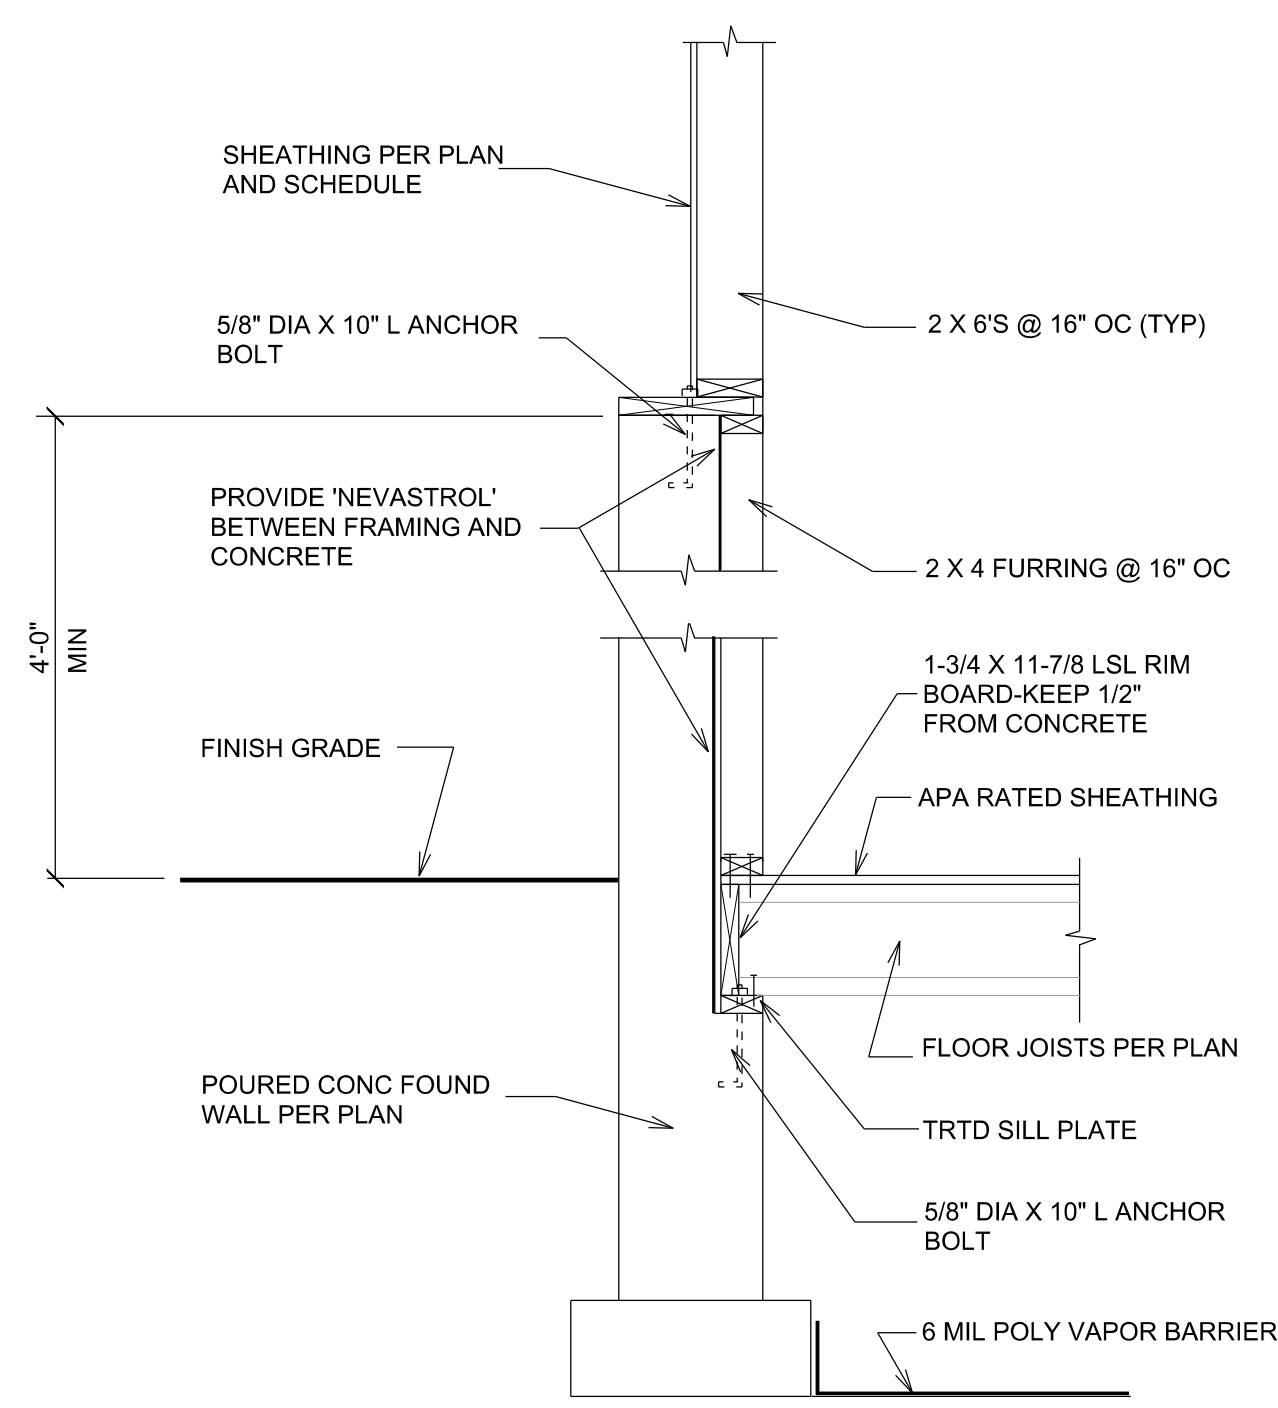 SHEATHING PER PLAN
AND SCHEDULE
5/8" DIA X 10" L ANCHOR
BOLT
2 X 6'S @ 16" OC (TYP)
PROVIDE 'NEVASTROL'
BETWEEN FRAMING AND
CONCRETE
2 X 4 FURRING @ 16" OC
4'-0"
MIN
1-3/4 X 11-7/8 LSL RIM
BOARD-KEEP 1/2"
FROM CONCRETE
FINISH GRADE
APA RATED SHEATHING
FLOOR JOISTS PER PLAN
POURED CONC FOUND
WALL PER PLAN
TRTD SILL PLATE
5/8" DIA X 10" L ANCHOR
BOLT
6 MIL POLY VAPOR BARRIER